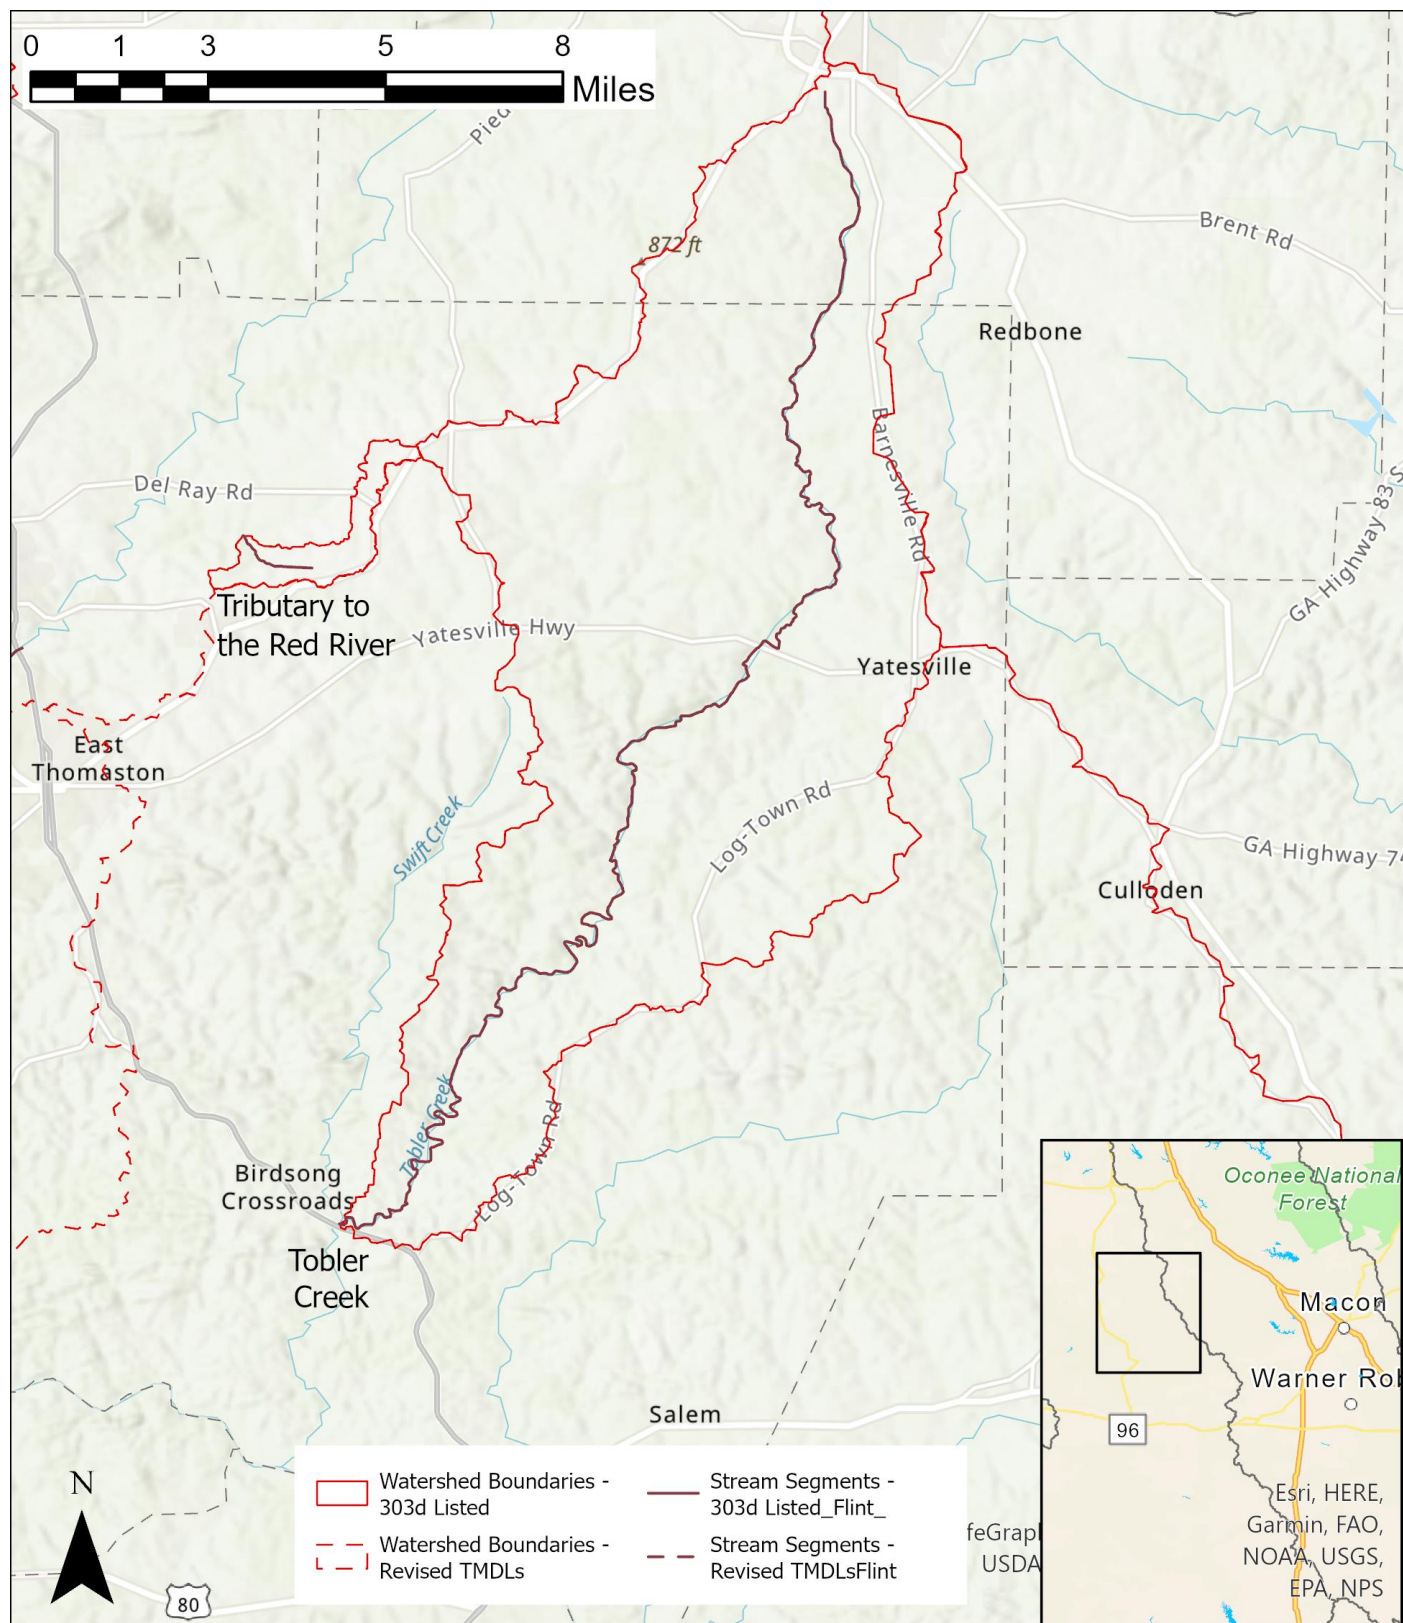 0 1 3 5 8
Miles
Pied
872 ft
Brent Rd
Redbone
Barnesville Rd
Del Ray Rd
GA Highway 83 S
Tributary to
the Red River
Yatesville Hwy
Yatesville
East
Thomaston
Swift Creek
Log-Town Rd
GA Highway 74
Culloden
Tobler Creek
Log-Town Rd
Birdsong
Crossroads
Tobler
Creek
Salem
N
80
Watershed Boundaries -
303d Listed
Watershed Boundaries -
Revised TMDLs
Stream Segments -
303d Listed_Flint_
Stream Segments -
Revised TMDLsFlint
feGrap
USDA
Oconee National
Forest
Macon
Warner Rob
96
Esri, HERE,
Garmin, FAO,
NOAA, USGS,
EPA, NPS